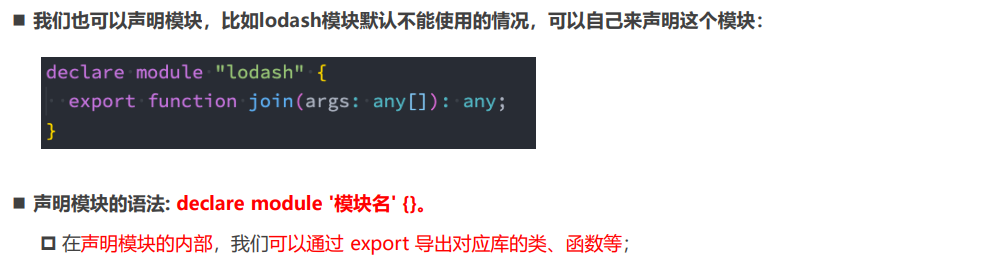 我们也可以声明模块，比如lodash模块默认不能使用的情况，可以自己来声明这个模块：
declare module "lodash" {
  export function join(args: any[]): any;
}
声明模块的语法: declare module '模块名' {}。
在声明模块的内部，我们可以通过 export 导出对应库的类、函数等；